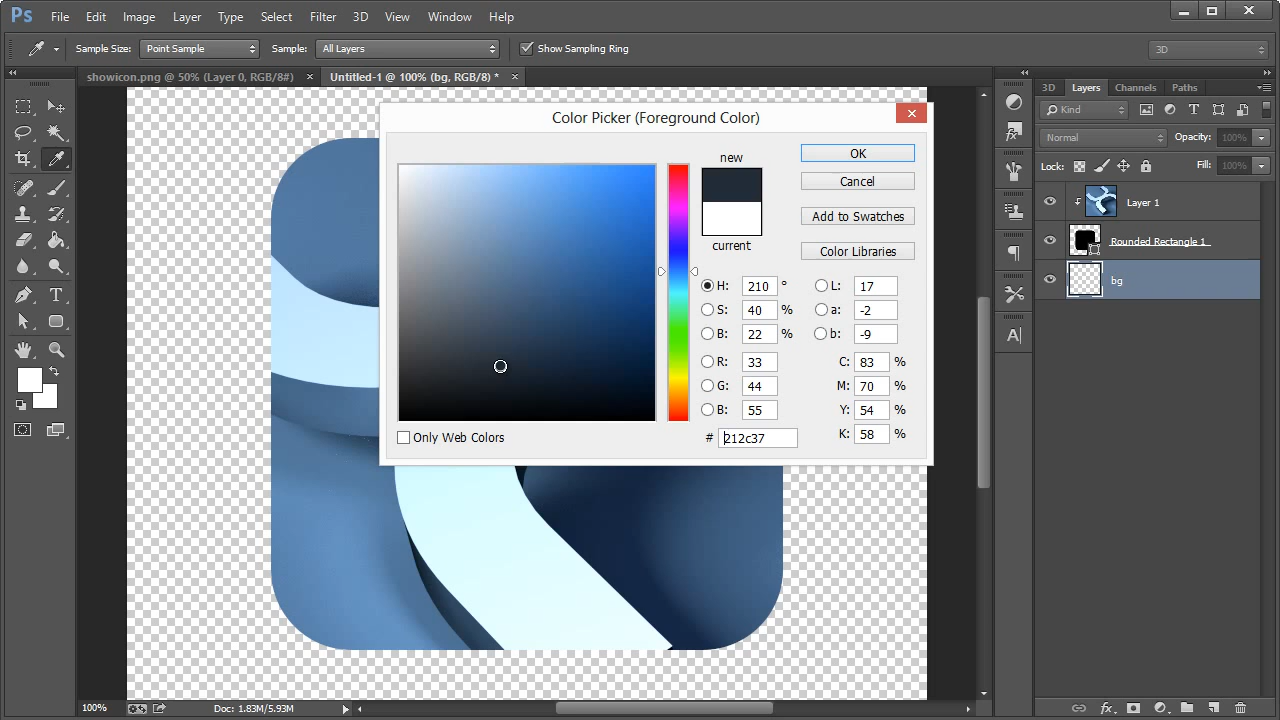 Ps File Edit Image Layer Type Select Filter 3D View Window Help
Sample Size: Point Sample Sample: All Layers Show Sampling Ring 3D
showicon.png @ 50% (Layer 0, RGB/8#) × Untitled-1 @ 100% (bg, RGB/8) * ×
3D Layers Channels Paths
Kind
Normal Opacity: 100%
Lock: Fill: 100%
Layer 1
Rounded Rectangle 1
bg
Color Picker (Foreground Color)
new
current
OK
Cancel
Add to Swatches
Color Libraries
H: 210 °
S: 40 %
B: 22 %
R: 33
G: 44
B: 55
L: 17
a: -2
b: -9
C: 83 %
M: 70 %
Y: 54 %
K: 58 %
Only Web Colors
# 212c37
100% Doc: 1.83M/5.93M